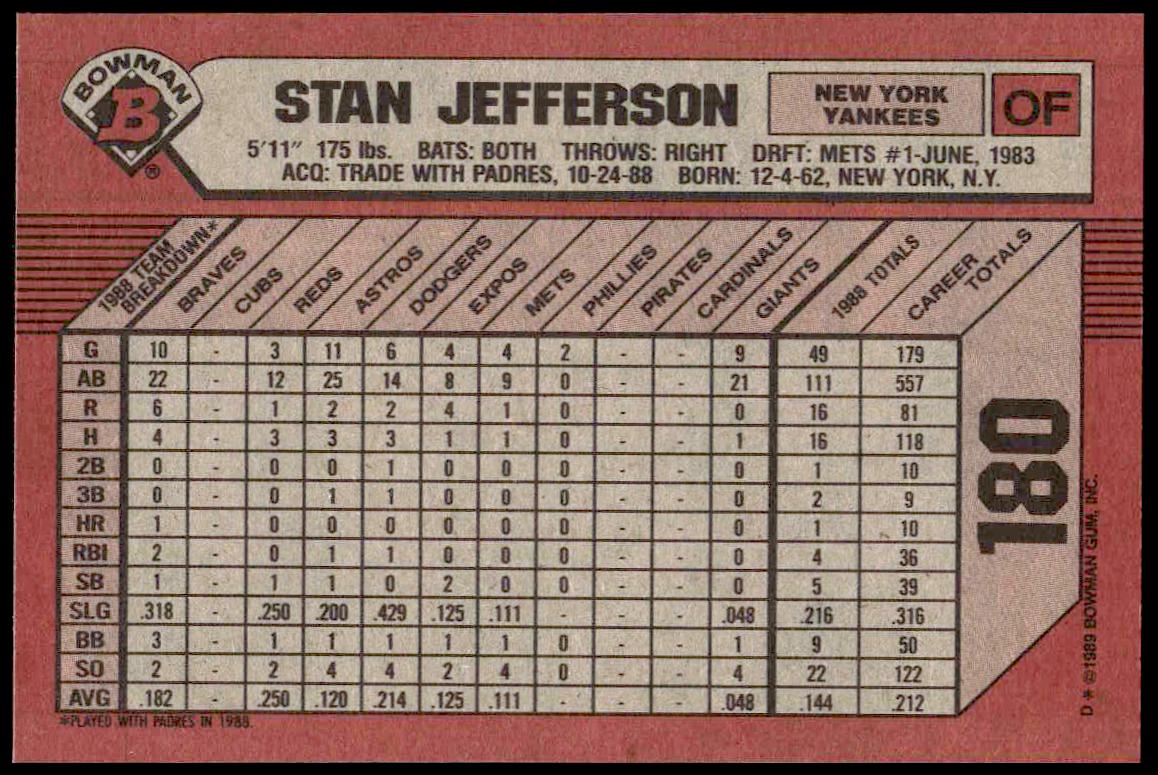 BOWMAN
B
®
STAN JEFFERSON
NEW YORK
YANKEES
OF
5'11" 175 lbs. BATS: BOTH THROWS: RIGHT DRFT: METS #1-JUNE, 1983
ACQ: TRADE WITH PADRES, 10-24-88 BORN: 12-4-62, NEW YORK, N.Y.
1988 TEAM
BREAKDOWN*
BRAVES
CUBS
REDS
ASTROS
DODGERS
EXPOS
METS
PHILLIES
PIRATES
CARDINALS
GIANTS
1988 TOTALS
CAREER
TOTALS
G 10 - 3 11 6 4 4 2 - - 9 49 179
AB 22 - 12 25 14 8 9 0 - - 21 111 557
R 6 - 1 2 2 4 1 0 - - 0 16 81
H 4 - 3 3 3 1 1 0 - - 1 16 118
2B 0 - 0 0 1 0 0 0 - - 0 1 10
3B 0 - 0 1 1 0 0 0 - - 0 2 9
HR 1 - 0 0 0 0 0 0 - - 0 1 10
RBI 2 - 0 1 1 0 0 0 - - 0 4 36
SB 1 - 1 1 0 2 0 0 - - 0 5 39
SLG .318 - .250 .200 .429 .125 .111 - - - .048 .216 .316
BB 3 - 1 1 1 1 1 0 - - 1 9 50
SO 2 - 2 4 4 2 4 0 - - 4 22 122
AVG .182 - .250 .120 .214 .125 .111 - - - .048 .144 .212
*PLAYED WITH PADRES IN 1988.
180
D * ©1989 BOWMAN GUM, INC.